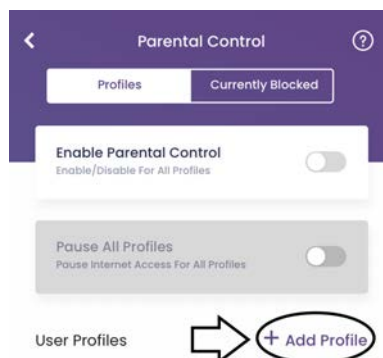 Parental Control
?
Profiles
Currently Blocked
Enable Parental Control
Enable/Disable For All Profiles
Pause All Profiles
Pause Internet Access For All Profiles
User Profiles
+ Add Profile